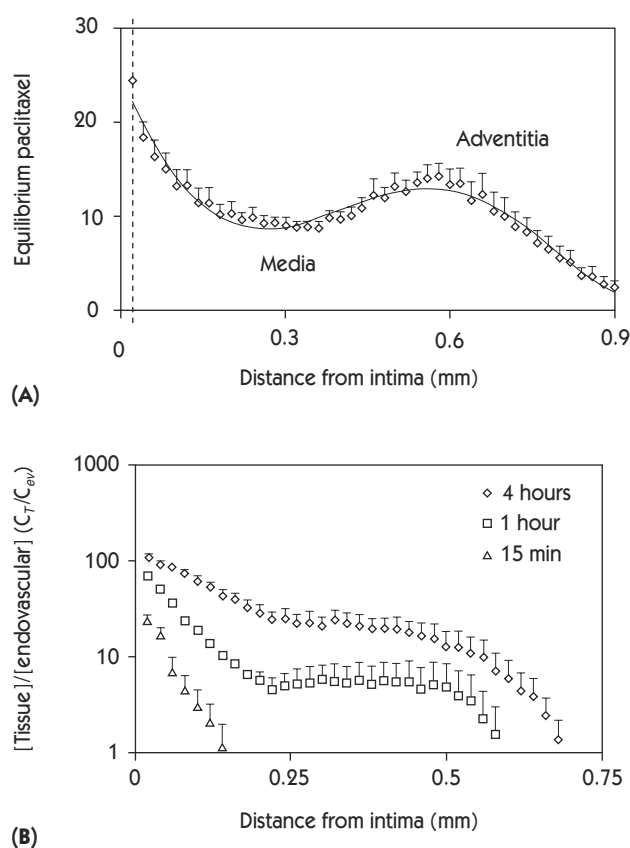 30
20
10
0
Equilibrium paclitaxel
Adventitia
Media
0
0.3
0.6
0.9
Distance from intima (mm)
(A)
1000
100
10
1
[Tissue]/[endovascular] (C_T/C_ev)
4 hours
1 hour
15 min
0
0.25
0.5
0.75
Distance from intima (mm)
(B)